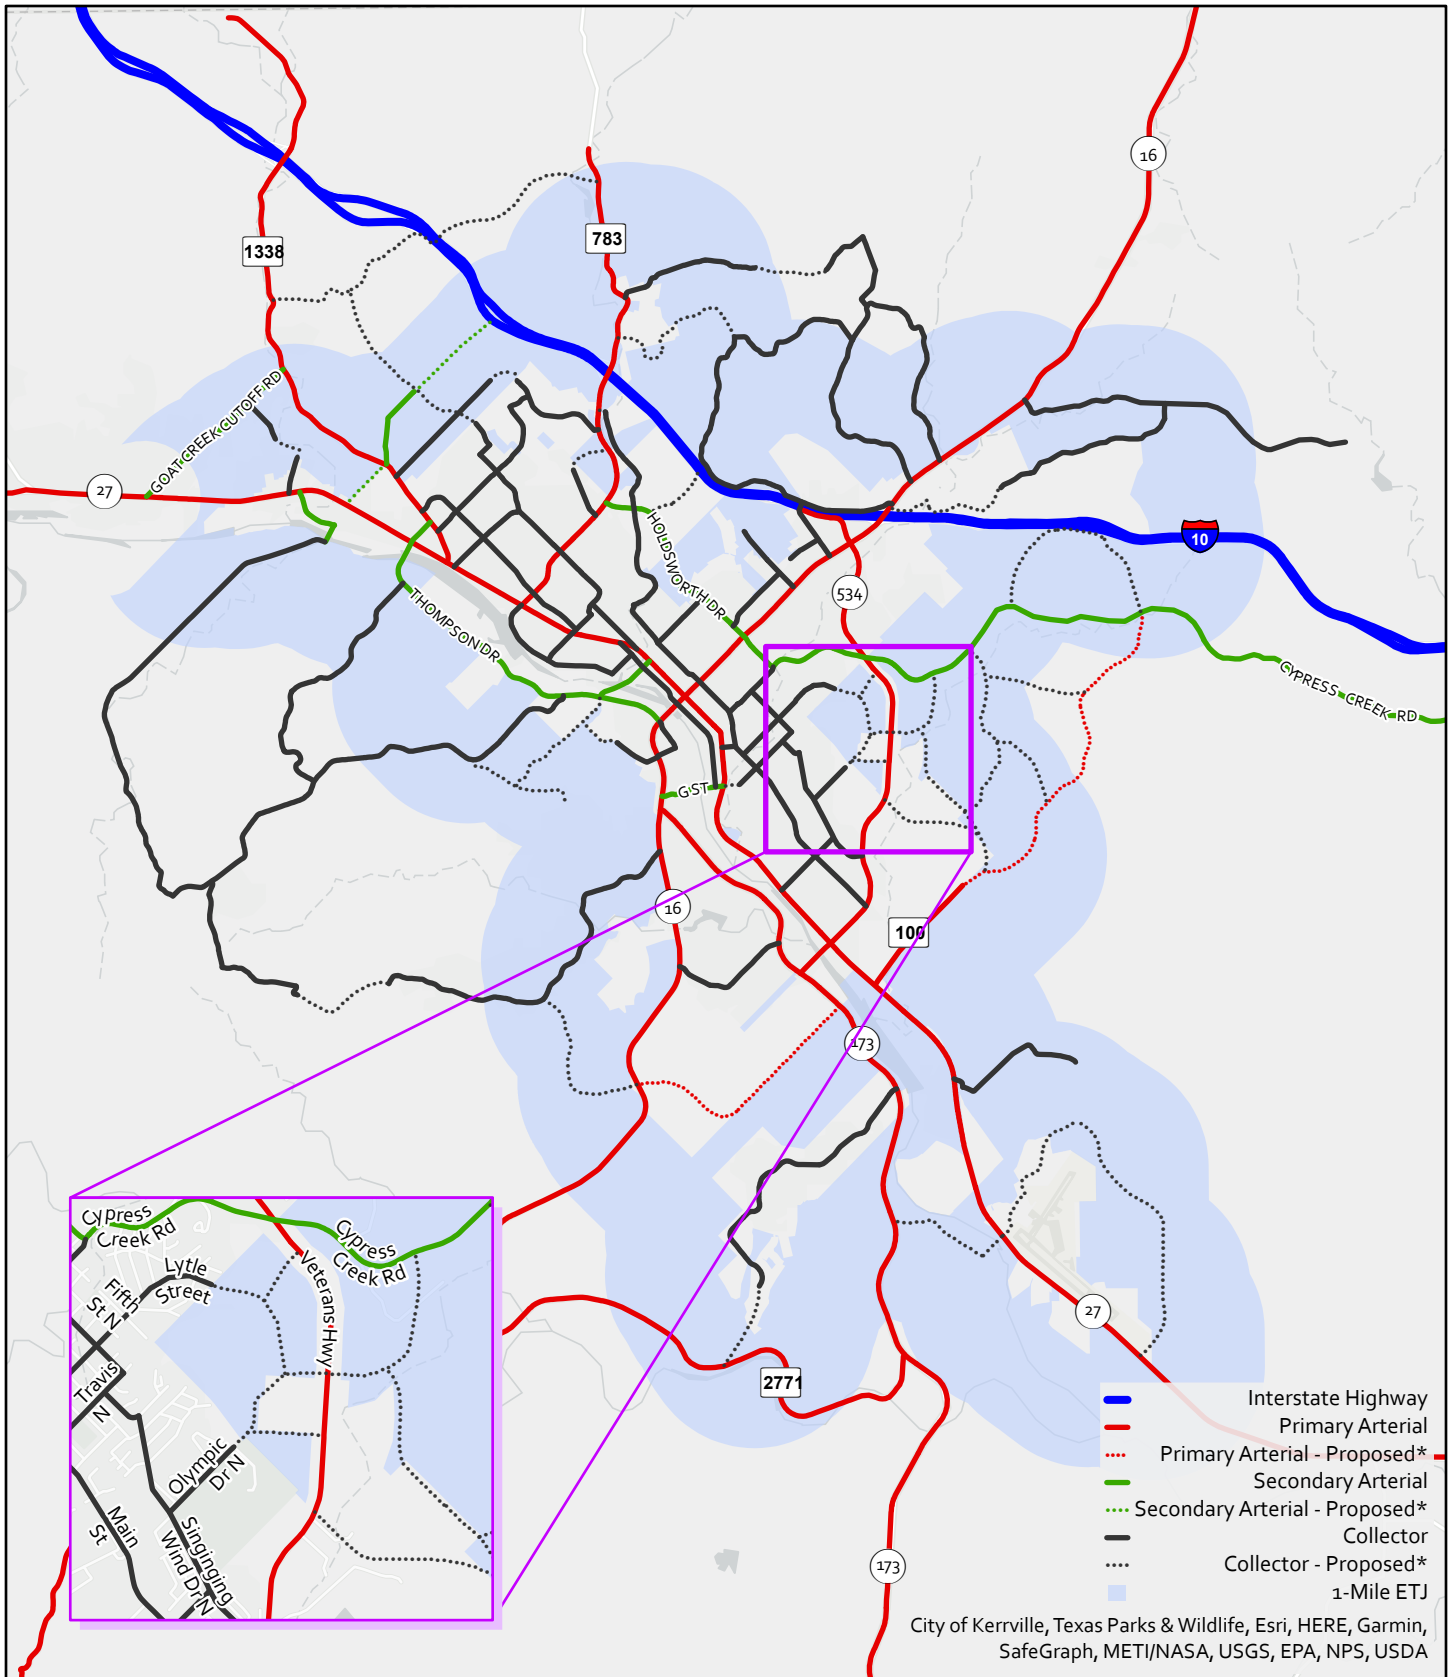 16
1338
783
GOAT CREEK CUTOFF RD
27
10
HOLDSWORTH DR
534
THOMPSON DR
CYPRESS CREEK RD
G ST
16
100
173
27
2771
173
Cypress
Creek Rd
Cypress
Creek Rd
Lytle
Street
Fifth
St N
Veterans Hwy
Travis
N
Olympic
Dr N
Main
St
Singinging
Wind Dr N
Interstate Highway
Primary Arterial
Primary Arterial - Proposed*
Secondary Arterial
Secondary Arterial - Proposed*
Collector
Collector - Proposed*
1-Mile ETJ
City of Kerrville, Texas Parks & Wildlife, Esri, HERE, Garmin,
SafeGraph, METI/NASA, USGS, EPA, NPS, USDA